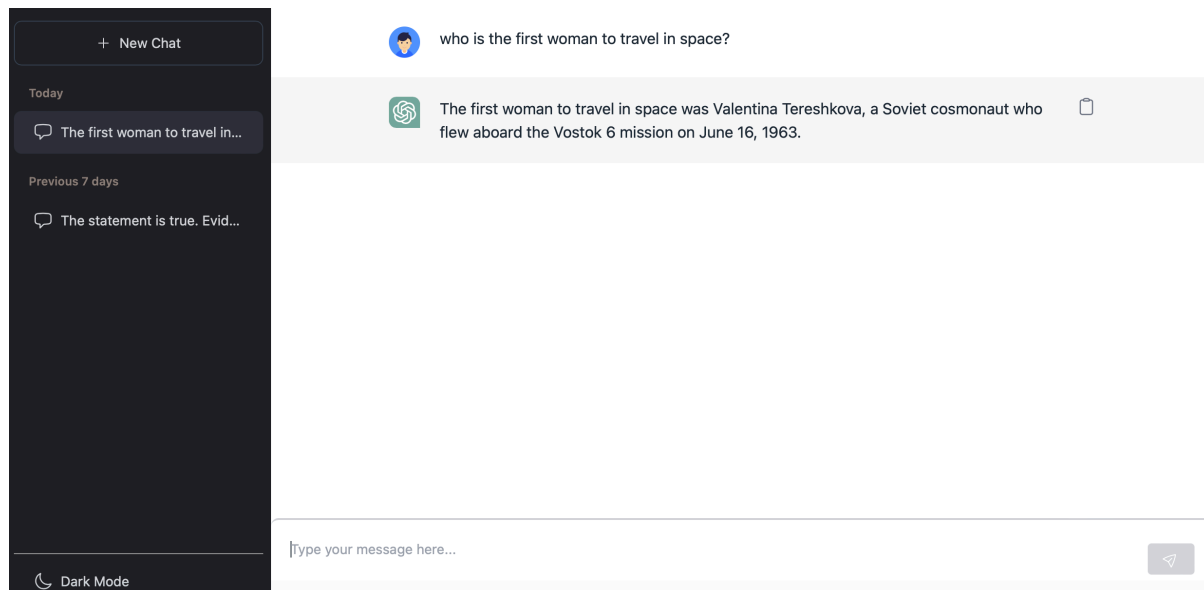 + New Chat
Today
The first woman to travel in...
Previous 7 days
The statement is true. Evid...
Dark Mode
who is the first woman to travel in space?
The first woman to travel in space was Valentina Tereshkova, a Soviet cosmonaut who
flew aboard the Vostok 6 mission on June 16, 1963.
Type your message here...